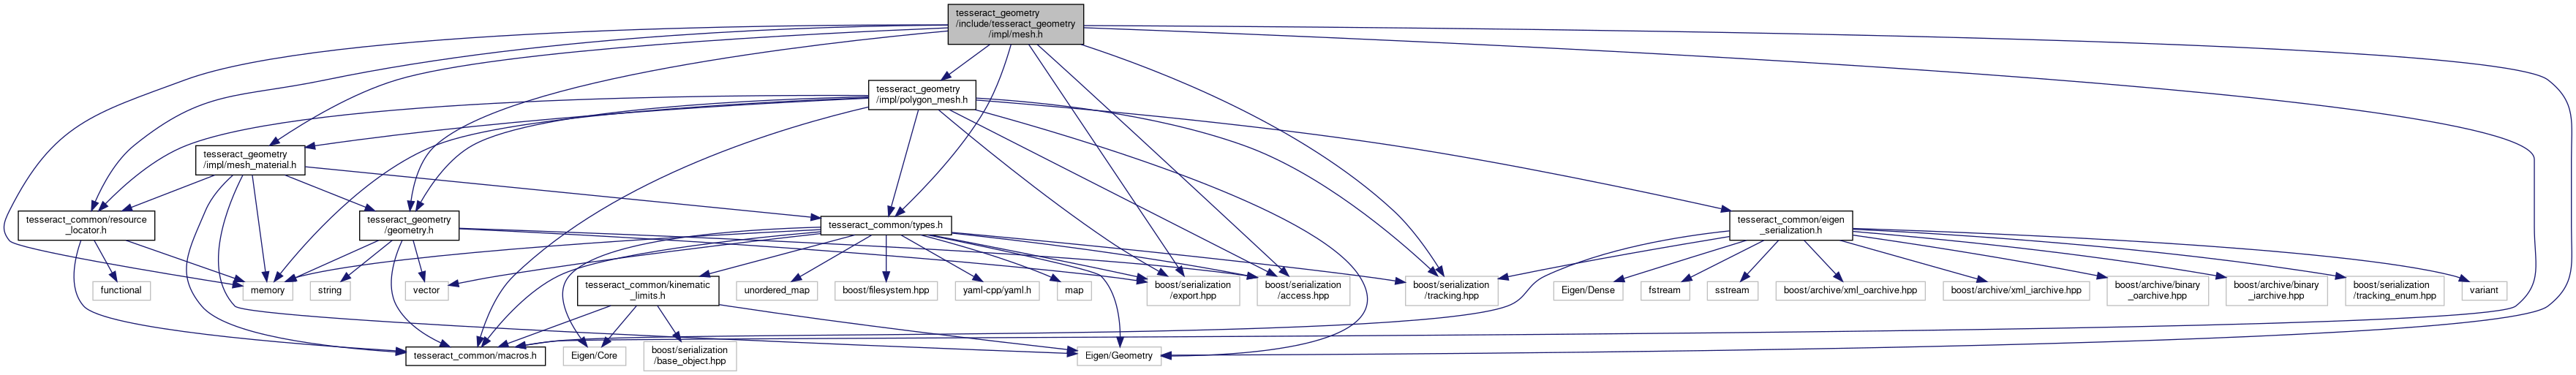 tesseract_geometry
/include/tesseract_geometry
/impl/mesh.h
tesseract_geometry
/impl/polygon_mesh.h
tesseract_geometry
/impl/mesh_material.h
tesseract_common/resource
_locator.h
tesseract_geometry
/geometry.h
tesseract_common/types.h
tesseract_common/eigen
_serialization.h
functional
memory
string
vector
tesseract_common/kinematic
_limits.h
unordered_map
boost/filesystem.hpp
yaml-cpp/yaml.h
map
boost/serialization
/export.hpp
boost/serialization
/access.hpp
boost/serialization
/tracking.hpp
Eigen/Dense
fstream
sstream
boost/archive/xml_oarchive.hpp
boost/archive/xml_iarchive.hpp
boost/archive/binary
_oarchive.hpp
boost/archive/binary
_iarchive.hpp
boost/serialization
/tracking_enum.hpp
variant
tesseract_common/macros.h
Eigen/Core
boost/serialization
/base_object.hpp
Eigen/Geometry